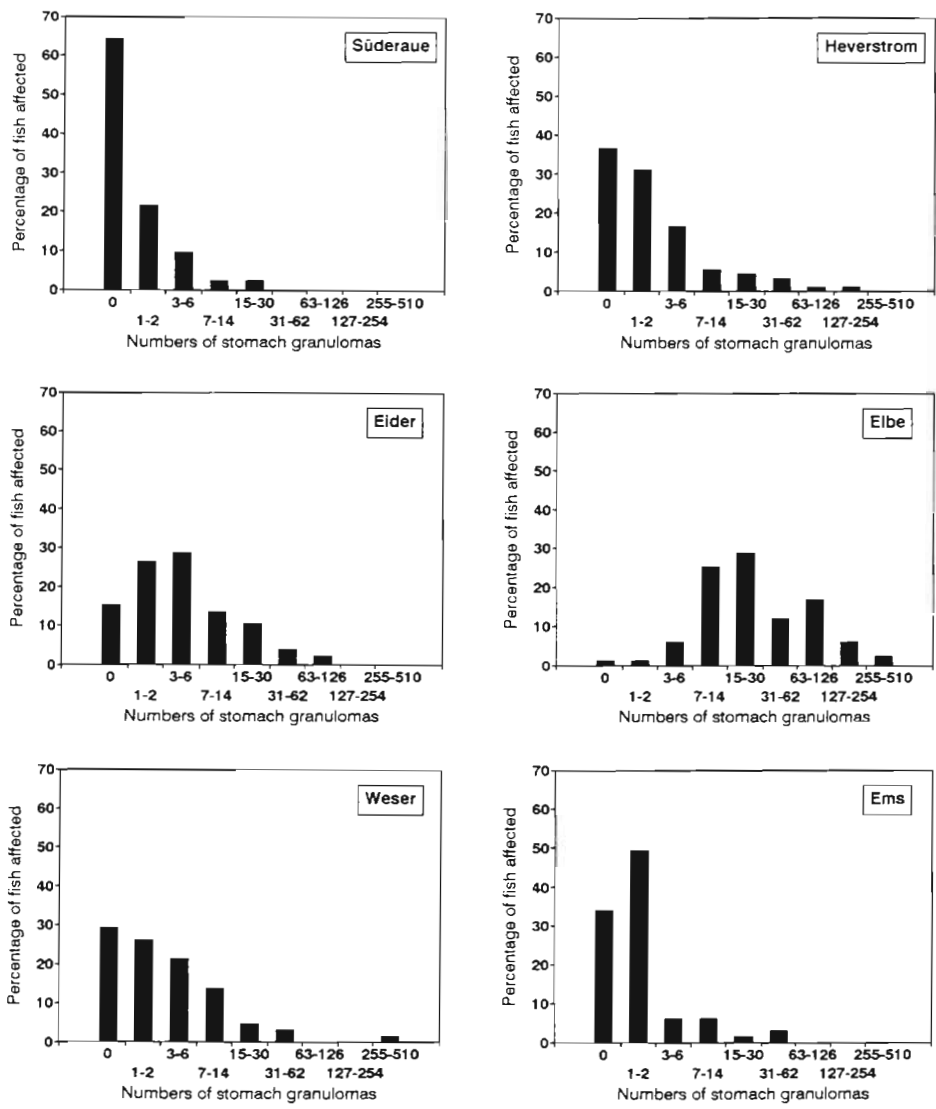 Süderaue
Percentage of fish affected
70
60
50
40
30
20
10
0
0 3-6 15-30 63-126 255-510
1-2 7-14 31-62 127-254
Numbers of stomach granulomas
Heverstrom
Percentage of fish affected
70
60
50
40
30
20
10
0
0 3-6 15-30 63-126 255-510
1-2 7-14 31-62 127-254
Numbers of stomach granulomas
Eider
Percentage of fish affected
70
60
50
40
30
20
10
0
0 3-6 15-30 63-126 255-510
1-2 7-14 31-62 127-254
Numbers of stomach granulomas
Elbe
Percentage of fish affected
70
60
50
40
30
20
10
0
0 3-6 15-30 63-126 255-510
1-2 7-14 31-62 127-254
Numbers of stomach granulomas
Weser
Percentage of fish affected
70
60
50
40
30
20
10
0
0 3-6 15-30 63-126 255-510
1-2 7-14 31-62 127-254
Numbers of stomach granulomas
Ems
Percentage of fish affected
70
60
50
40
30
20
10
0
0 3-6 15-30 63-126 255-510
1-2 7-14 31-62 127-254
Numbers of stomach granulomas